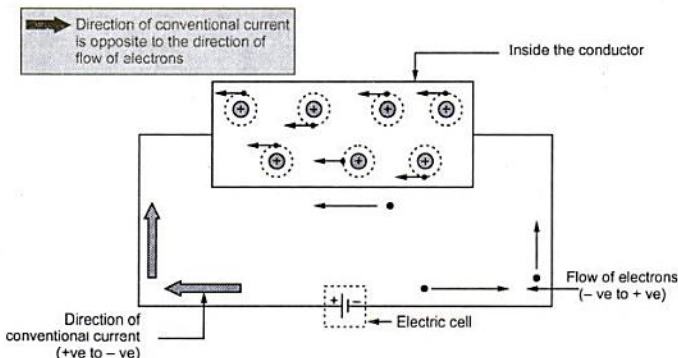 Direction of conventional current
is opposite to the direction of
flow of electrons
Inside the conductor
+ + + +
+ + +
Flow of electrons
(– ve to + ve)
+ –
Electric cell
Direction of
conventional current
(+ve to – ve)